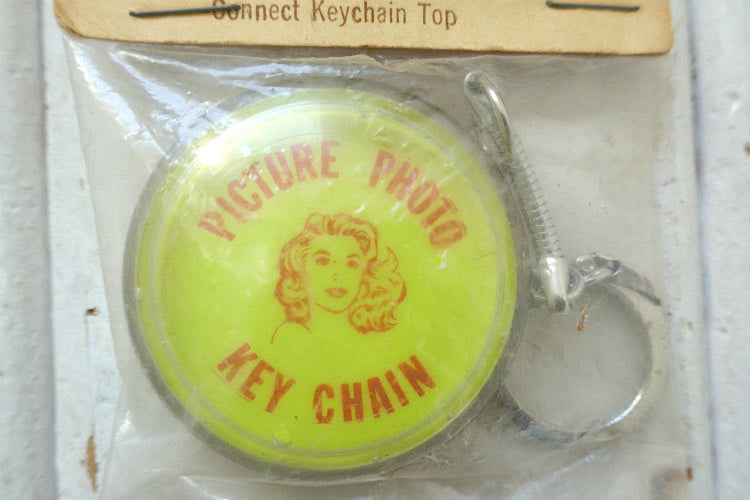 Connect Keychain Top
PICTURE PHOTO
KEY CHAIN